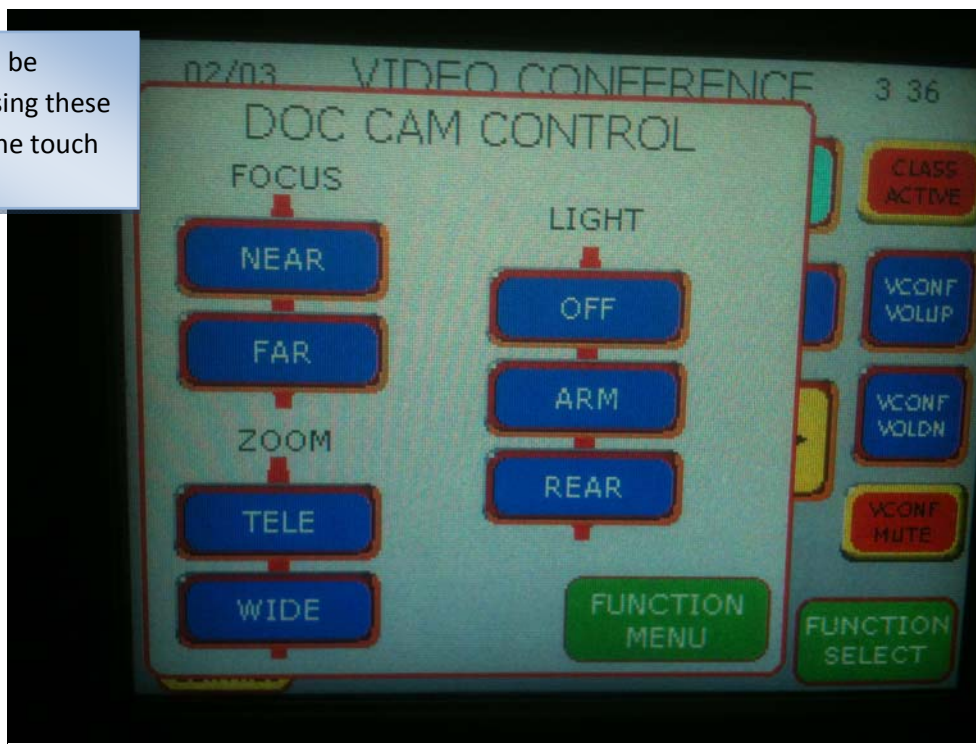 be
sing these
ne touch
02/03 VIDEO CONFERENCE 3 36
DOC CAM CONTROL
FOCUS
NEAR
FAR
ZOOM
TELE
WIDE
LIGHT
OFF
ARM
REAR
FUNCTION
MENU
CLASS
ACTIVE
VCONF
VOLUP
VCONF
VOLDN
VCONF
MUTE
FUNCTION
SELECT